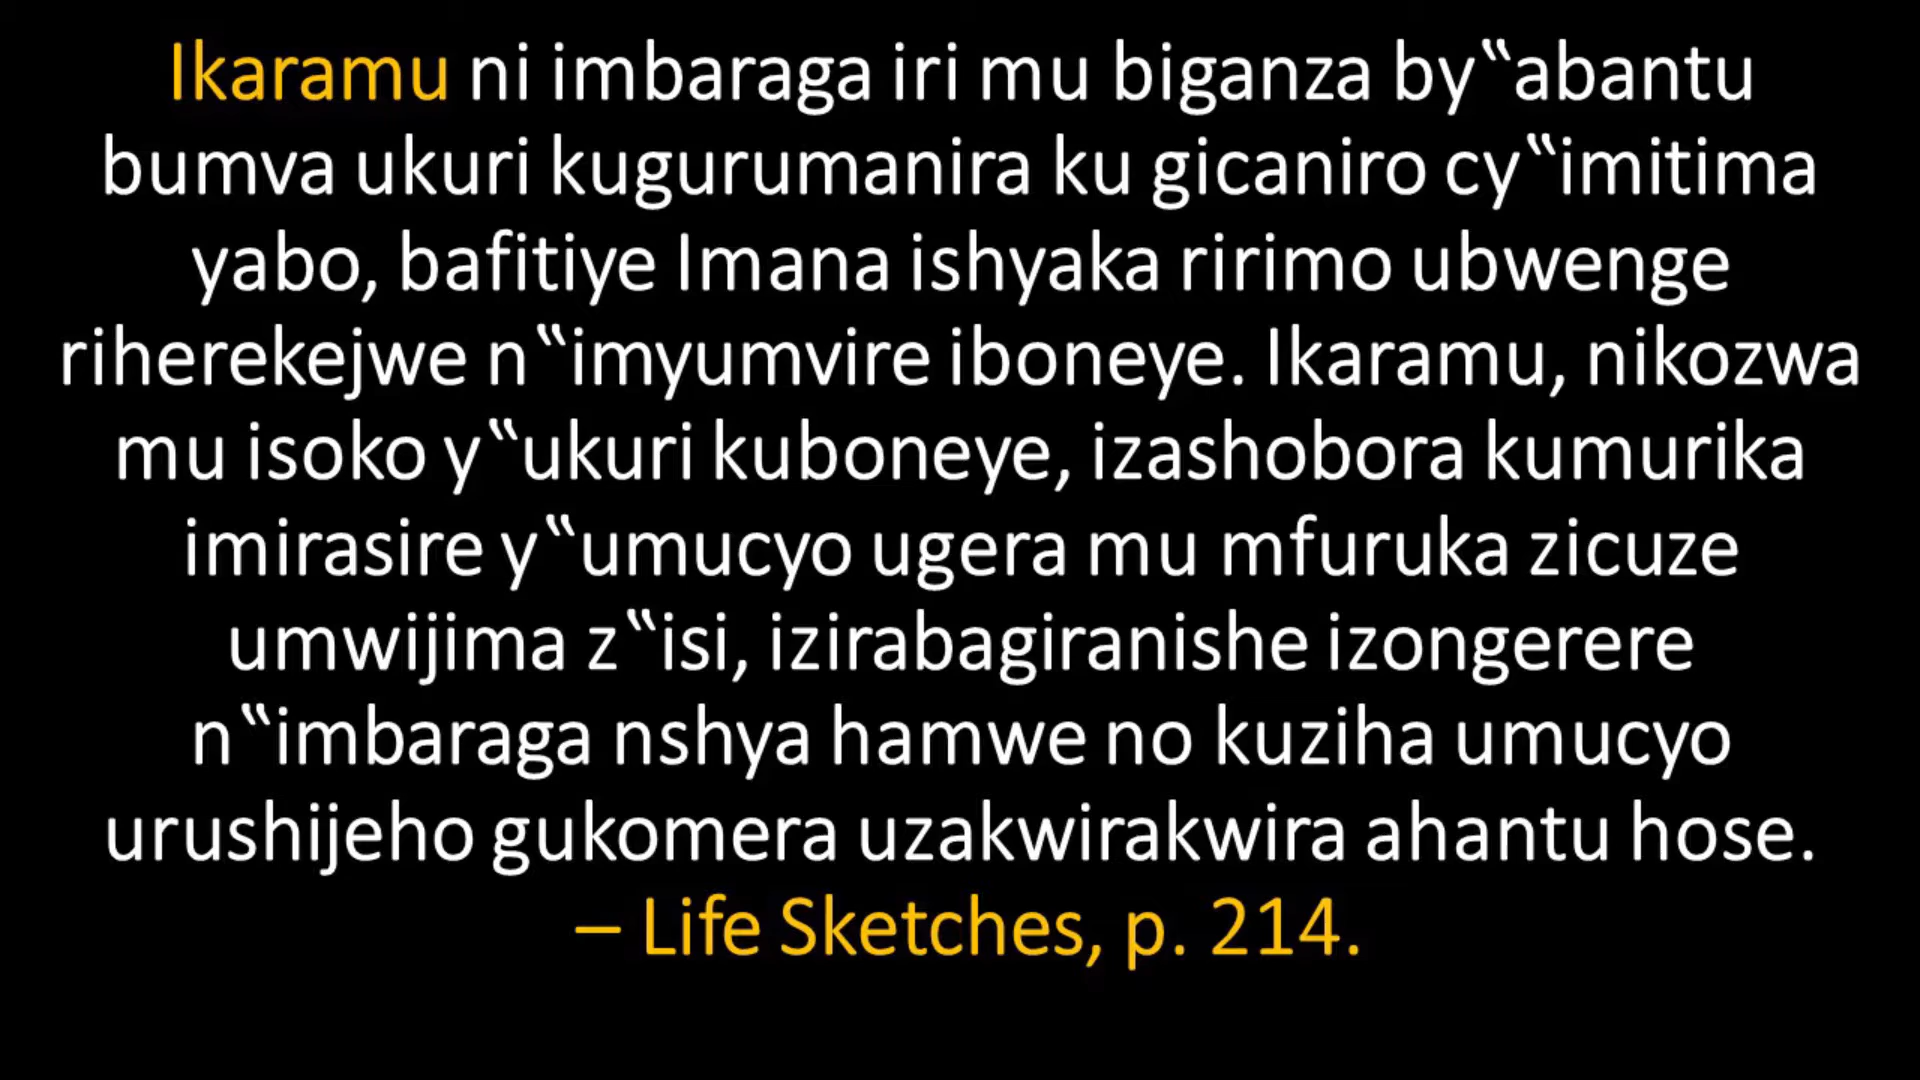 Ikaramu ni imbaraga iri mu biganza by‟abantu
bumva ukuri kugurumanira ku gicaniro cy‟imitima
yabo, bafitiye Imana ishyaka ririmo ubwenge
riherekejwe n‟imyumvire iboneye. Ikaramu, nikozwa
mu isoko y‟ukuri kuboneye, izashobora kumurika
imirasire y‟umucyo ugera mu mfuruka zicuze
umwijima z‟isi, izirabagiranishe izongerere
n‟imbaraga nshya hamwe no kuziha umucyo
urushijeho gukomera uzakwirakwira ahantu hose.
– Life Sketches, p. 214.